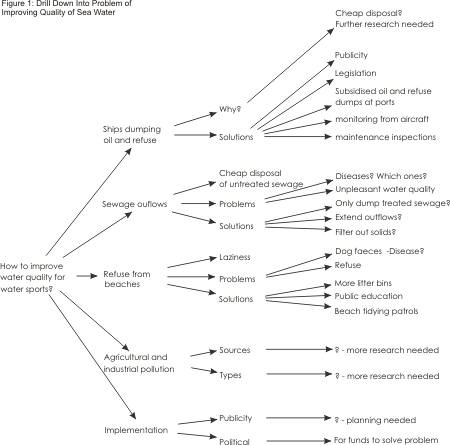 Figure 1: Drill Down Into Problem of
Improving Quality of Sea Water
How to improve
water quality for
water sports?
Ships dumping
oil and refuse
Why?
Cheap disposal?
Further research needed
Solutions
Publicity
Legislation
Subsidised oil and refuse
dumps at ports
monitoring from aircraft
maintenance inspections
Sewage ouflows
Cheap disposal
of untreated sewage
Problems
Diseases? Which ones?
Unpleasant water quality
Solutions
Only dump treated sewage?
Extend outflows?
Filter out solids?
Refuse from
beaches
Laziness
Problems
Dog faeces -Disease?
Refuse
Solutions
More litter bins
Public education
Beach tidying patrols
Agricultural and
industrial pollution
Sources
? - more research needed
Types
? - more research needed
Implementation
Publicity
? - planning needed
Political
For funds to solve problem